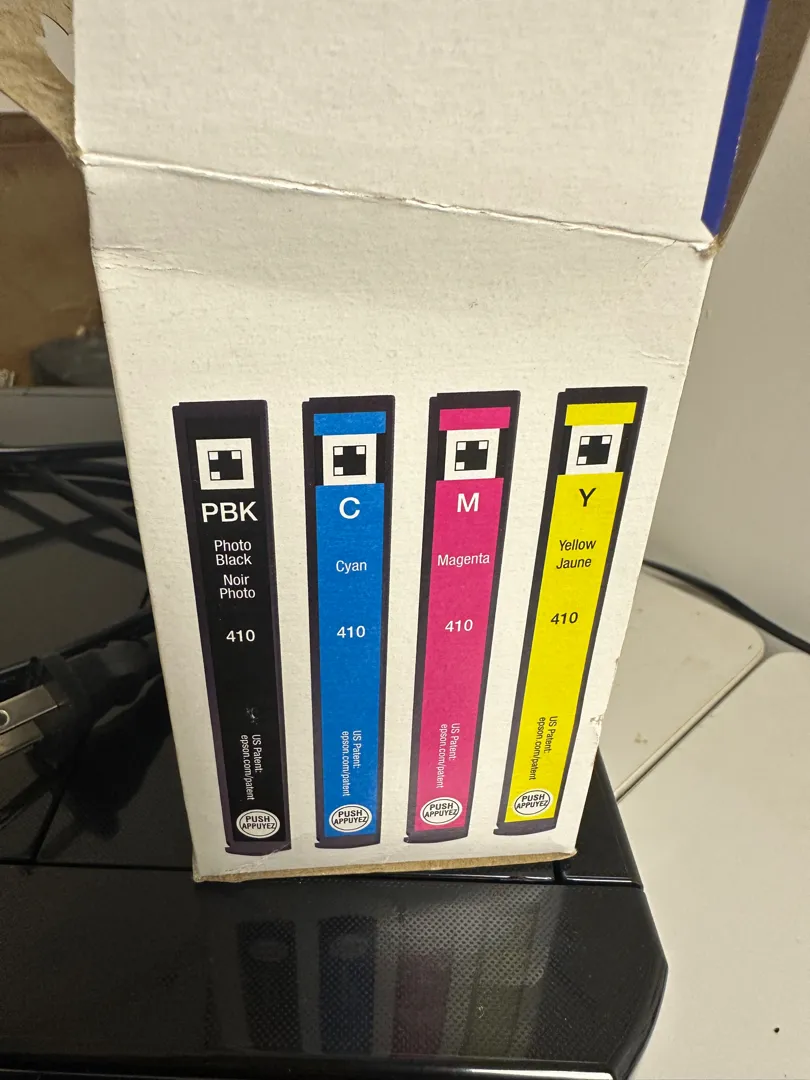 PBK
Photo
Black
Noir
Photo
410
US Patent:
epson.com/patent
PUSH
APPUYEZ
C
Cyan
410
US Patent:
epson.com/patent
PUSH
APPUYEZ
M
Magenta
410
US Patent:
epson.com/patent
PUSH
APPUYEZ
Y
Yellow
Jaune
410
US Patent:
epson.com/patent
PUSH
APPUYEZ